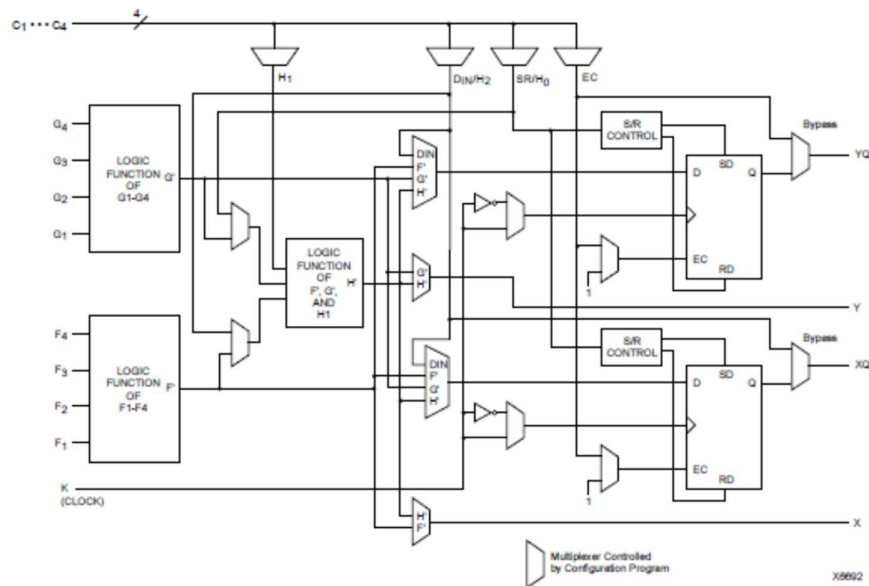 C1 • • • C4
4
H1
DIN/H2
SR/H0
EC
G4
G3
G2
G1
LOGIC
FUNCTION
OF
G1-G4
G'
DIN
F'
G'
H'
S/R
CONTROL
Bypass
YQ
SD
D
Q
EC
RD
1
LOGIC
FUNCTION
OF
F', G',
AND
H1
H'
G'
H'
Y
F4
F3
F2
F1
LOGIC
FUNCTION
OF
F1-F4
F'
DIN
F'
G'
H'
S/R
CONTROL
Bypass
XQ
SD
D
Q
EC
RD
1
K
(CLOCK)
H'
F'
X
Multiplexer Controlled
by Configuration Program
X6692